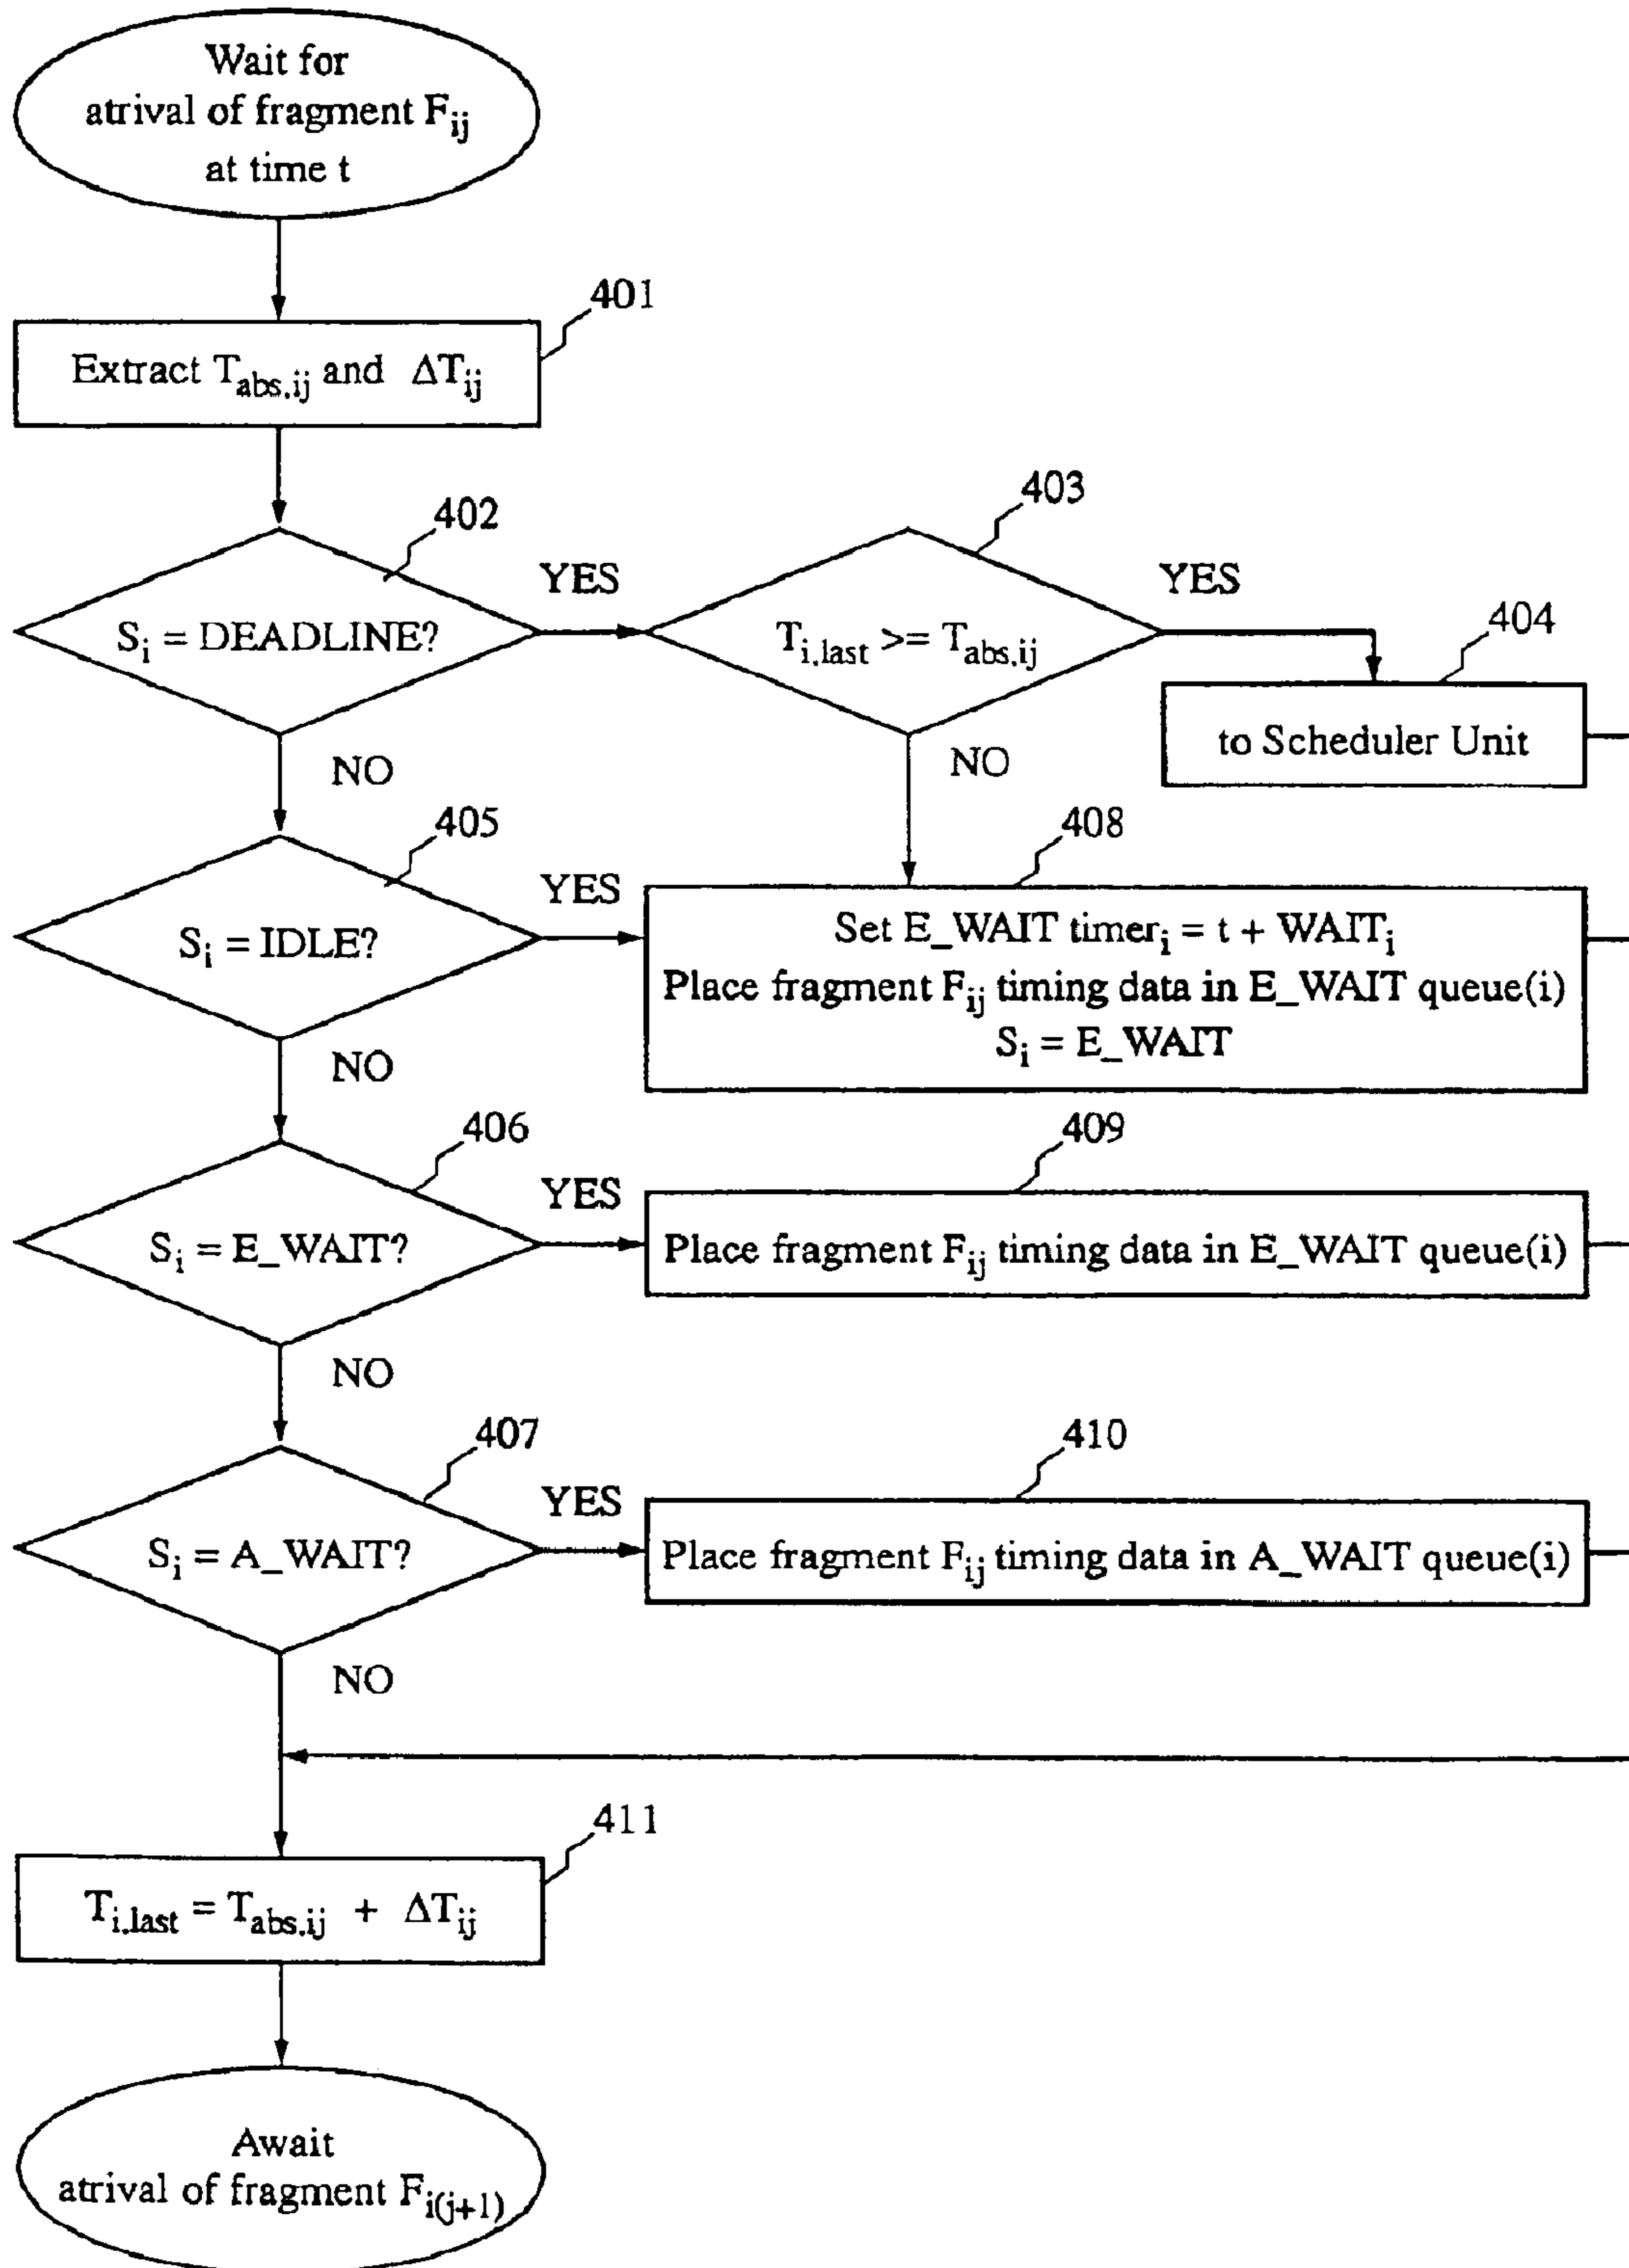 Wait for
atrival of fragment F_ij
at time t
401
Extract T_abs.ij and ΔT_ij
402
S_i = DEADLINE?
YES
403
T_i.last >= T_abs.ij
YES
404
to Scheduler Unit
NO
NO
405
S_i = IDLE?
YES
408
Set E_WAIT timer_i = t + WAIT_i
Place fragment F_ij timing data in E_WAIT queue(i)
S_i = E_WAIT
NO
406
S_i = E_WAIT?
YES
409
Place fragment F_ij timing data in E_WAIT queue(i)
NO
407
S_i = A_WAIT?
YES
410
Place fragment F_ij timing data in A_WAIT queue(i)
NO
411
T_i.last = T_abs.ij + ΔT_ij
Await
atrival of fragment F_i(j+1)